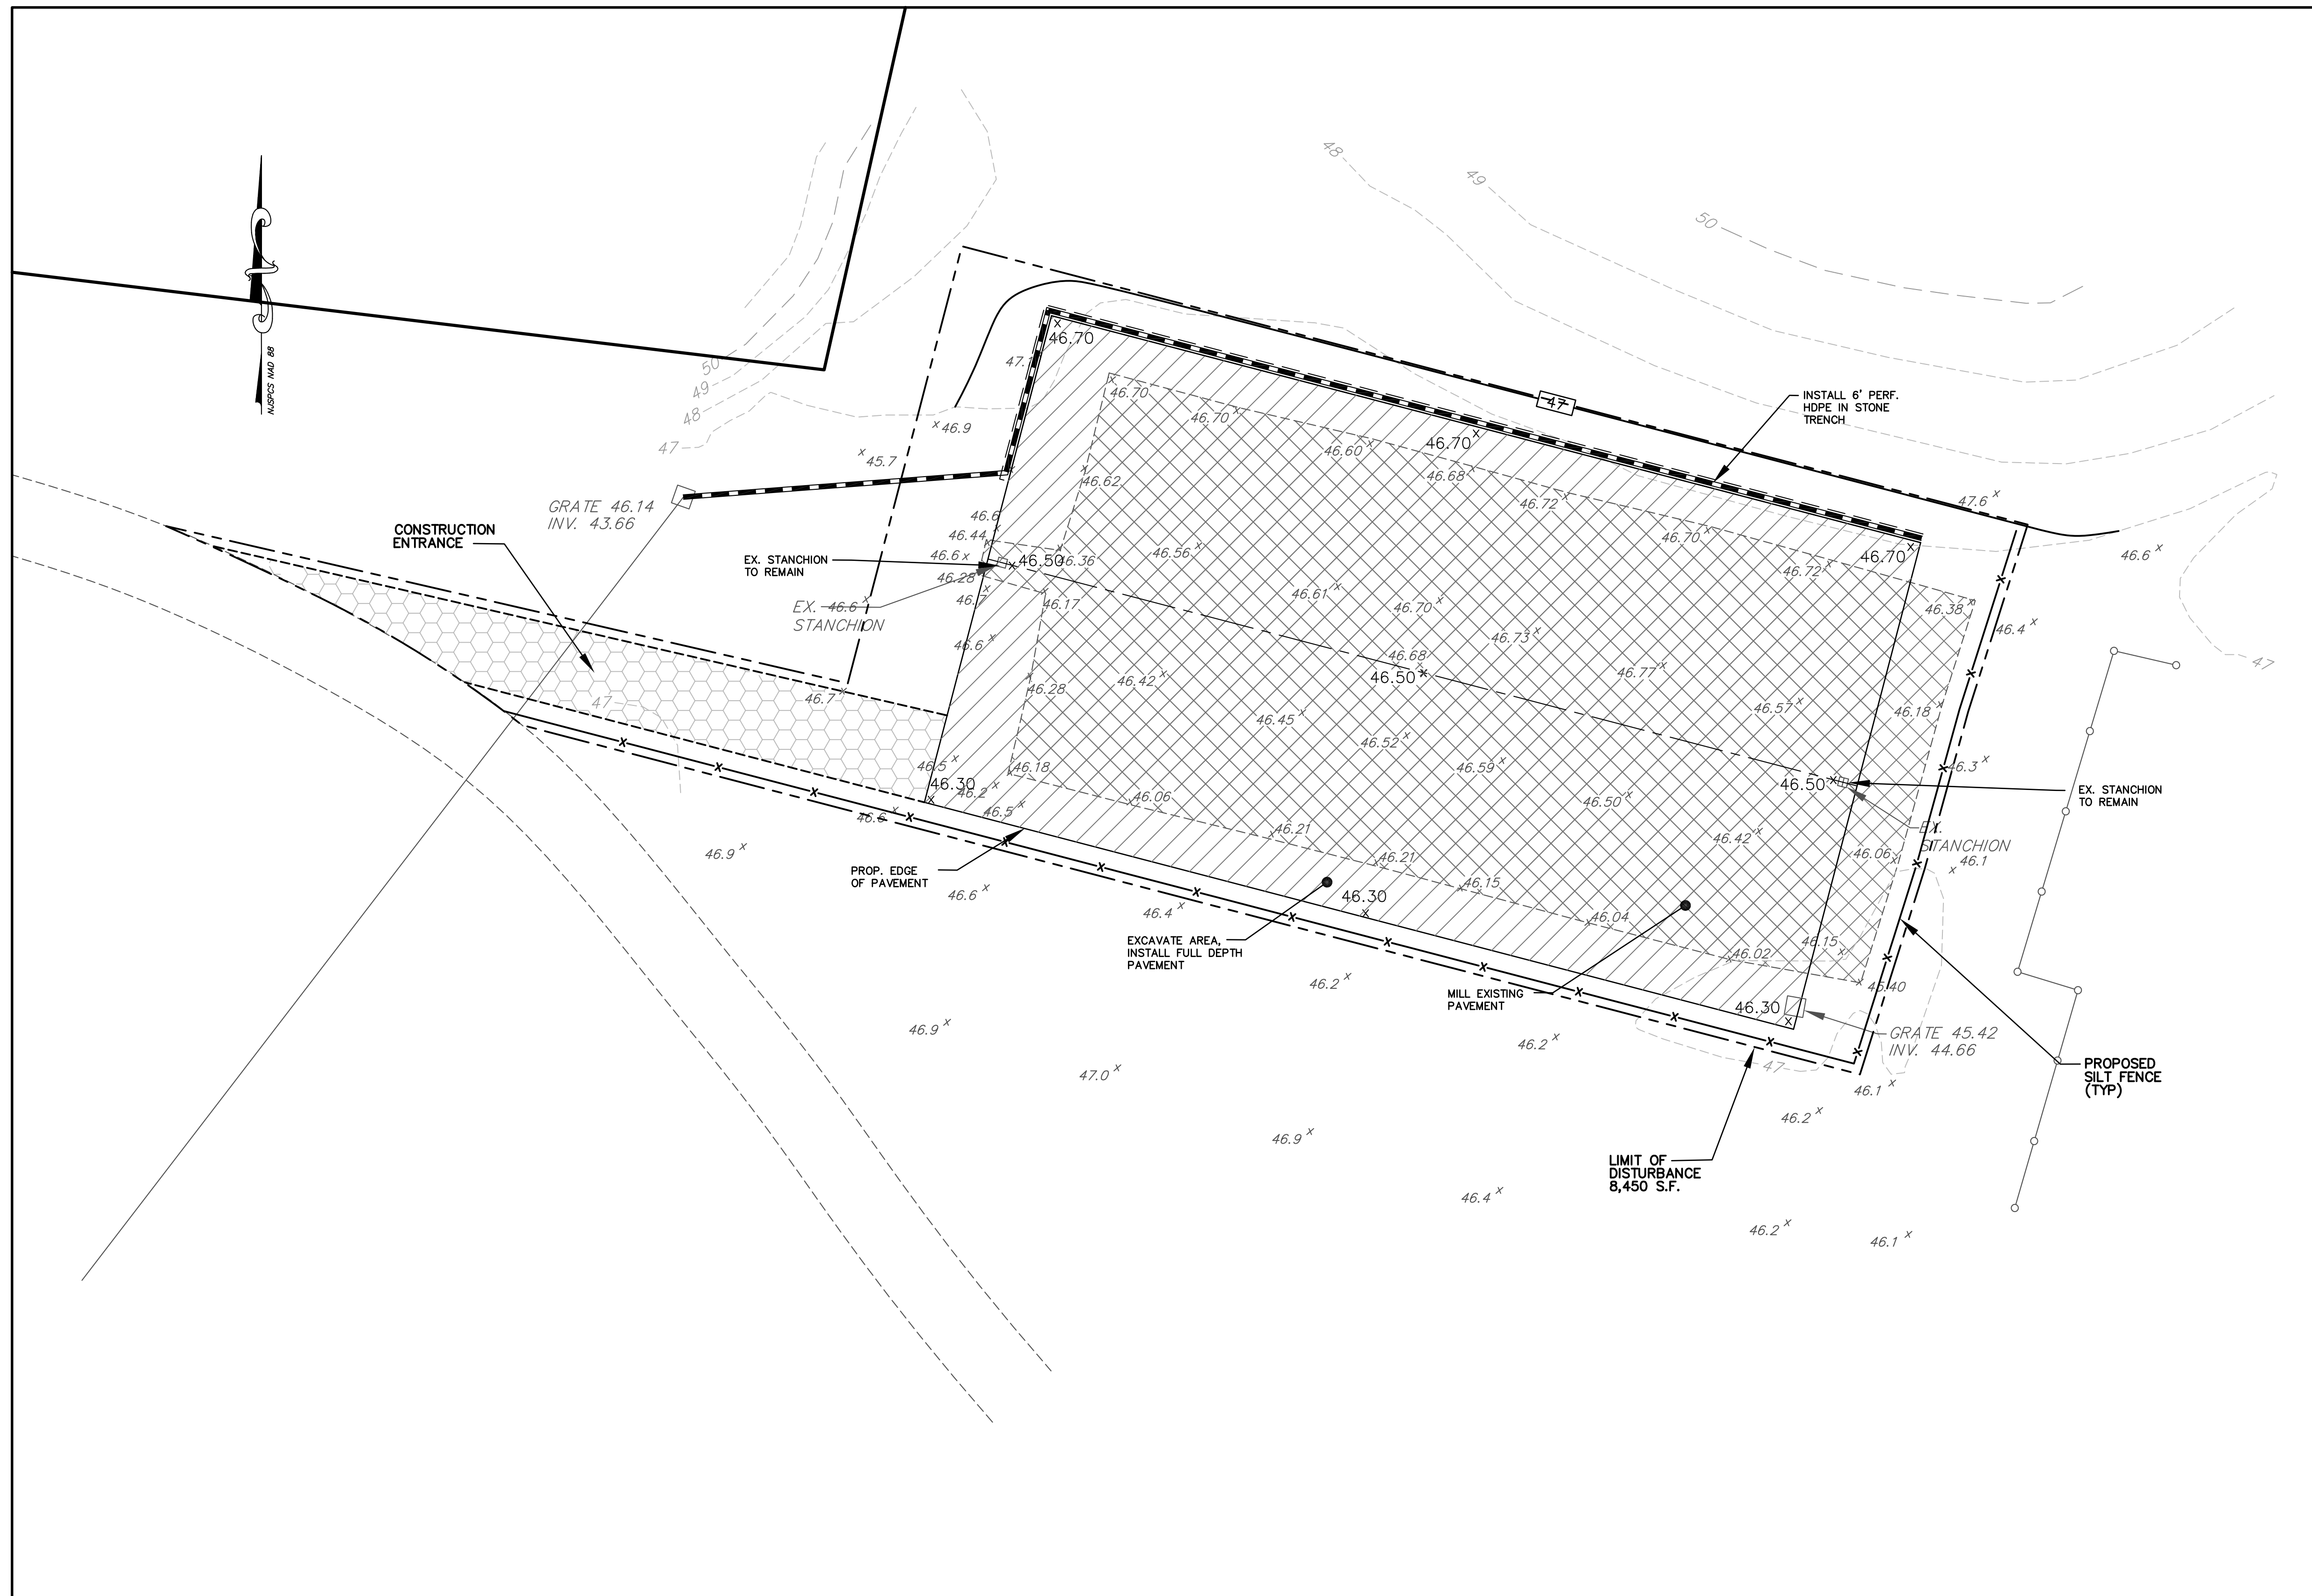 48
49
50
NJSPCS NAD 88
50
49
48
47
46.70
47
INSTALL 6' PERF.
HDPE IN STONE
TRENCH
46.70
46.70
46.70
46.60
46.68
46.72
47.6
46.9
45.7
46.62
GRATE 46.14
INV. 43.66
CONSTRUCTION
ENTRANCE
46.6
46.44
46.6
46.50
46.36
46.56
46.70
46.70
46.72
46.6
EX. STANCHION
TO REMAIN
46.28
46.7
46.17
46.61
46.70
46.38
46.4
EX. 46.6
STANCHION
46.6
46.73
46.68
46.50
46.77
47
46.7
47
46.28
46.42
46.45
46.57
46.18
46.52
46.59
46.3
46.5
46.18
46.30
46.2
46.5
46.06
46.50
46.50
EX. STANCHION
TO REMAIN
46.6
46.21
46.42
EX.
STANCHION
46.06
46.1
46.9
46.21
PROP. EDGE
OF PAVEMENT
46.6
46.15
46.30
46.4
46.04
EXCAVATE AREA,
INSTALL FULL DEPTH
PAVEMENT
46.15
46.02
46.2
MILL EXISTING
PAVEMENT
46.30
46.9
46.2
GRATE 45.42
INV. 44.66
47
47.0
PROPOSED
SILT FENCE
(TYP)
46.1
46.2
46.9
LIMIT OF
DISTURBANCE
8,450 S.F.
46.4
46.2
46.1